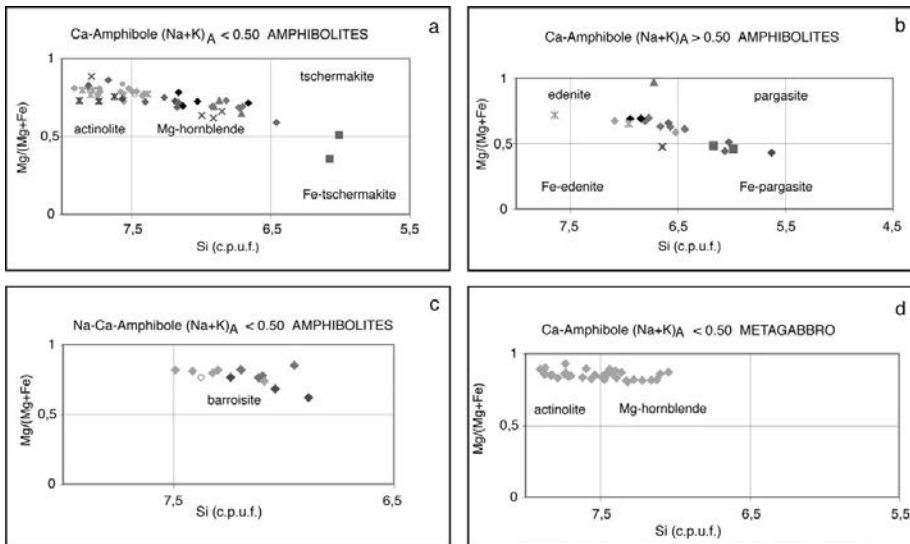 a
Ca-Amphibole (Na+K)A < 0.50 AMPHIBOLITES
Mg/(Mg+Fe)
1
0,5
0
tschermakite
actinolite
Mg-hornblende
Fe-tschermakite
7,5
6,5
5,5
Si (c.p.u.f.)
b
Ca-Amphibole (Na+K)A > 0.50 AMPHIBOLITES
Mg/(Mg+Fe)
1
0,5
0
edenite
pargasite
Fe-edenite
Fe-pargasite
7,5
6,5
5,5
4,5
Si (c.p.u.f.)
c
Na-Ca-Amphibole (Na+K)A < 0.50 AMPHIBOLITES
Mg/(Mg+Fe)
1
0,5
barroisite
7,5
6,5
Si (c.p.u.f.)
d
Ca-Amphibole (Na+K)A < 0.50 METAGABBRO
Mg/(Mg+Fe)
1
0,5
0
actinolite
Mg-hornblende
7,5
6,5
5,5
Si (c.p.u.f.)